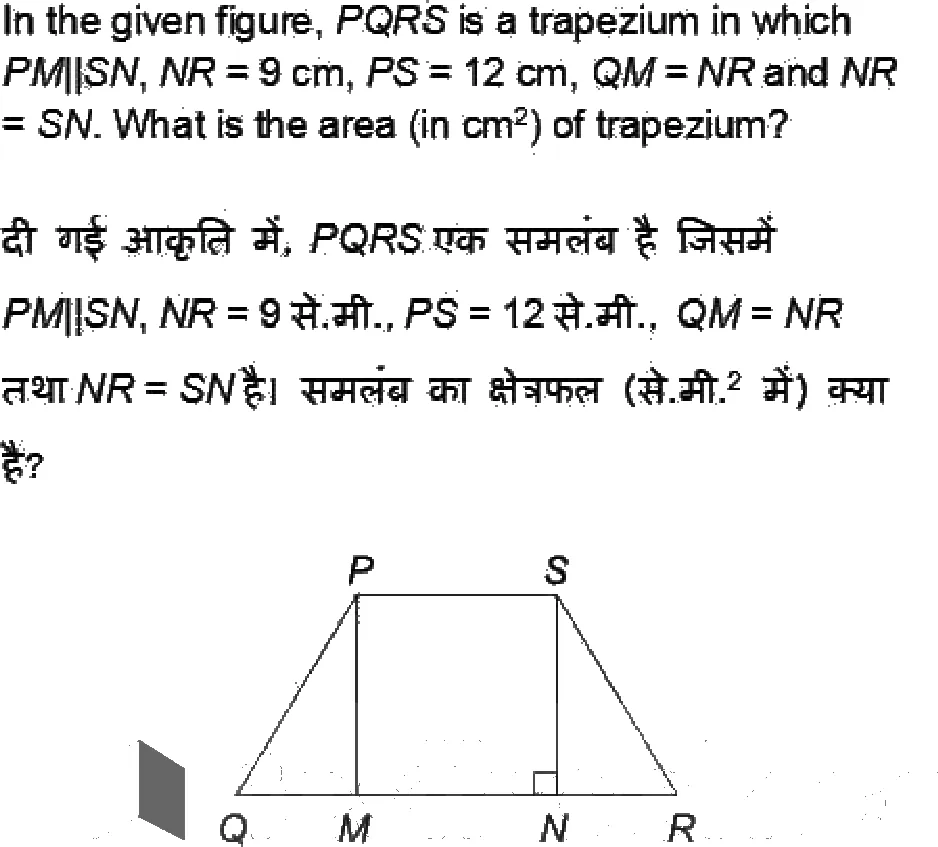 In the given figure, PQRS is a trapezium in which
PM||SN, NR = 9 cm, PS = 12 cm, QM = NR and NR
= SN. What is the area (in cm²) of trapezium?
दी गई आकृति में, PQRS एक समलंब है जिसमें
PM||SN, NR = 9 से.मी., PS = 12 से.मी., QM = NR
तथा NR = SN है। समलंब का क्षेत्रफल (से.मी.² में) क्या
है?
P S
Q M N R